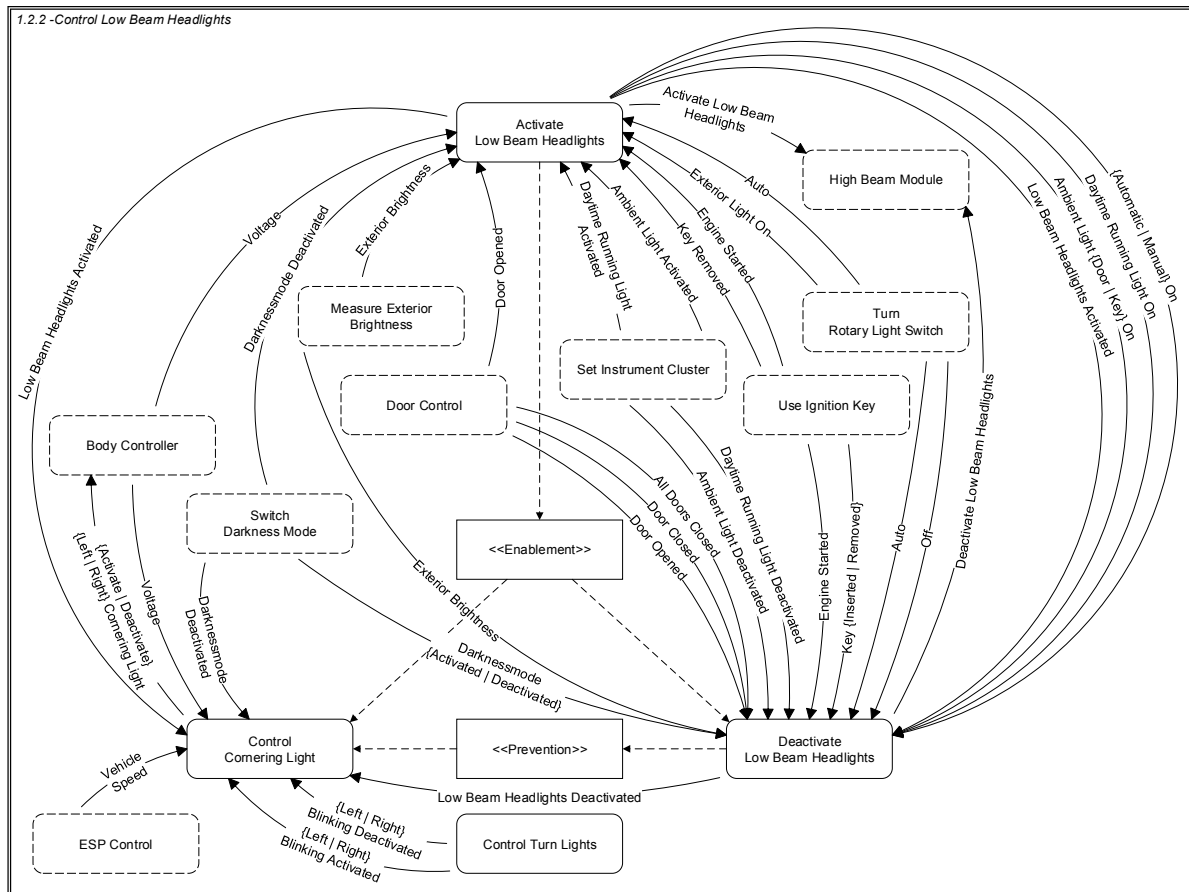 1.2.2 -Control Low Beam Headlights
Activate
Low Beam Headlights
Activate Low Beam
Headlights
High Beam Module
Low Beam Headlights Activated
Voltage
Darknessmode Deactivated
Exterior Brightness
Door Opened
Daytime Running Light
Activated
Ambient Light Activated
Key Removed
Engine Started
Exterior Light On
Auto
Low Beam Headlights Activated
Ambient Light {Door | Key} On
Daytime Running Light On
{Automatic | Manual} On
Measure Exterior
Brightness
Turn
Rotary Light Switch
Set Instrument Cluster
Door Control
Use Ignition Key
Body Controller
Switch
Darkness Mode
<<Enablement>>
{Activate | Deactivate}
{Left | Right} Cornering Light
Voltage
Darknessmode
Deactivated
Exterior Brightness
Darknessmode
{Activated | Deactivated}
All Doors Closed
Door Closed
Door Opened
Ambient Light Deactivated
Daytime Running Light Deactivated
Engine Started
Key {Inserted | Removed}
Auto
Off
Deactivate Low Beam Headlights
Control
Cornering Light
<<Prevention>>
Deactivate
Low Beam Headlights
Vehicle
Speed
Low Beam Headlights Deactivated
{Left | Right}
Blinking Deactivated
{Left | Right}
Blinking Activated
ESP Control
Control Turn Lights